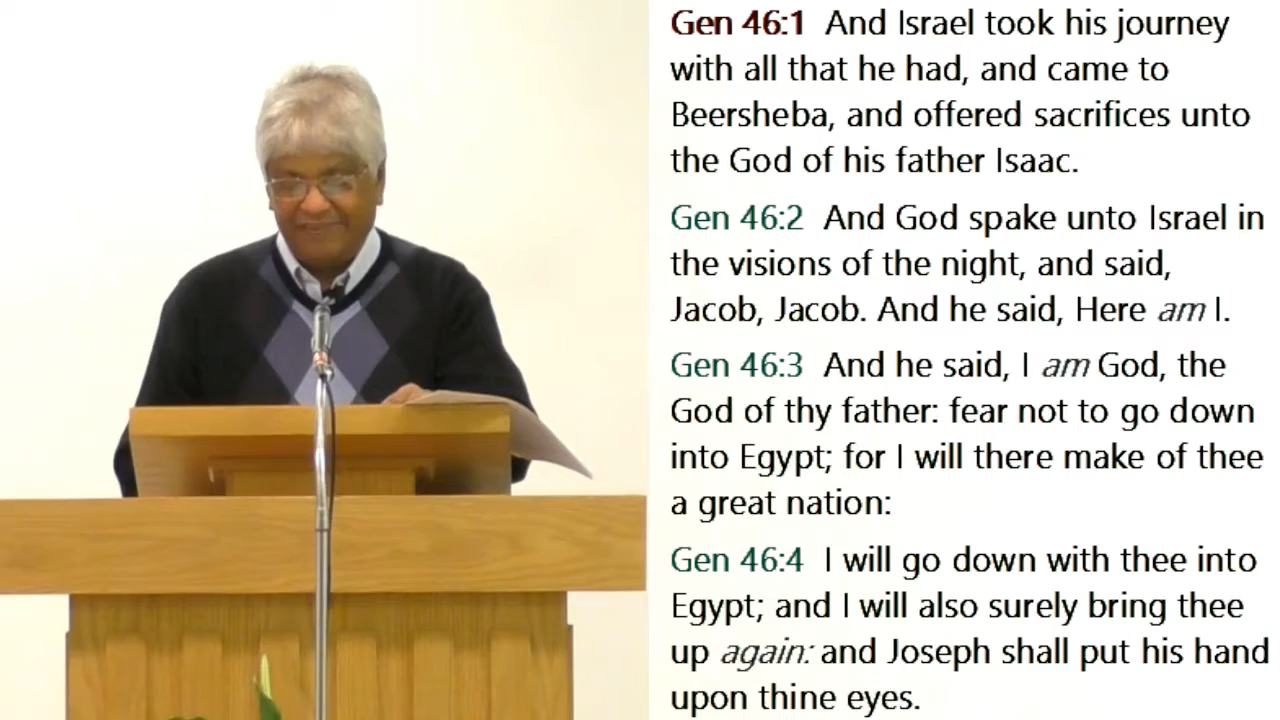 Gen 46:1 And Israel took his journey
with all that he had, and came to
Beersheba, and offered sacrifices unto
the God of his father Isaac.
Gen 46:2 And God spake unto Israel in
the visions of the night, and said,
Jacob, Jacob. And he said, Here am I.
Gen 46:3 And he said, I am God, the
God of thy father: fear not to go down
into Egypt; for I will there make of thee
a great nation:
Gen 46:4 I will go down with thee into
Egypt; and I will also surely bring thee
up again: and Joseph shall put his hand
upon thine eyes.